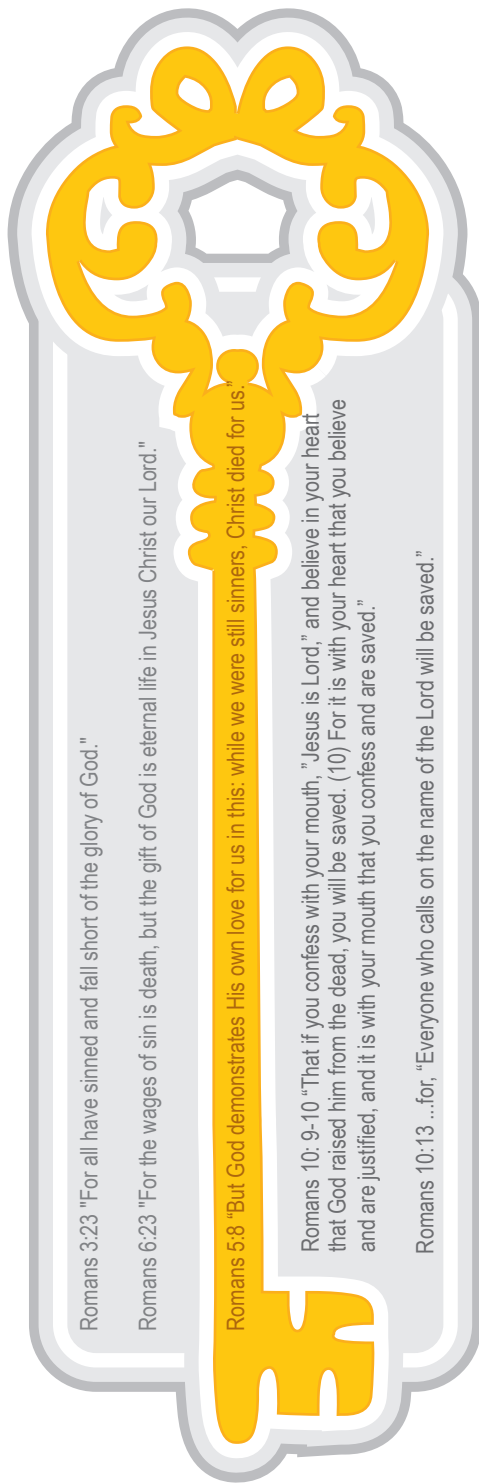 Romans 3:23 "For all have sinned and fall short of the glory of God."
Romans 6:23 "For the wages of sin is death, but the gift of God is eternal life in Jesus Christ our Lord."
Romans 5:8 “But God demonstrates His own love for us in this: while we were still sinners, Christ died for us.”
Romans 10: 9-10 “That if you confess with your mouth, ”Jesus is Lord,” and believe in your heart
that God raised him from the dead, you will be saved. (10) For it is with your heart that you believe
and are justified, and it is with your mouth that you confess and are saved.”
Romans 10:13 ...for, “Everyone who calls on the name of the Lord will be saved.”